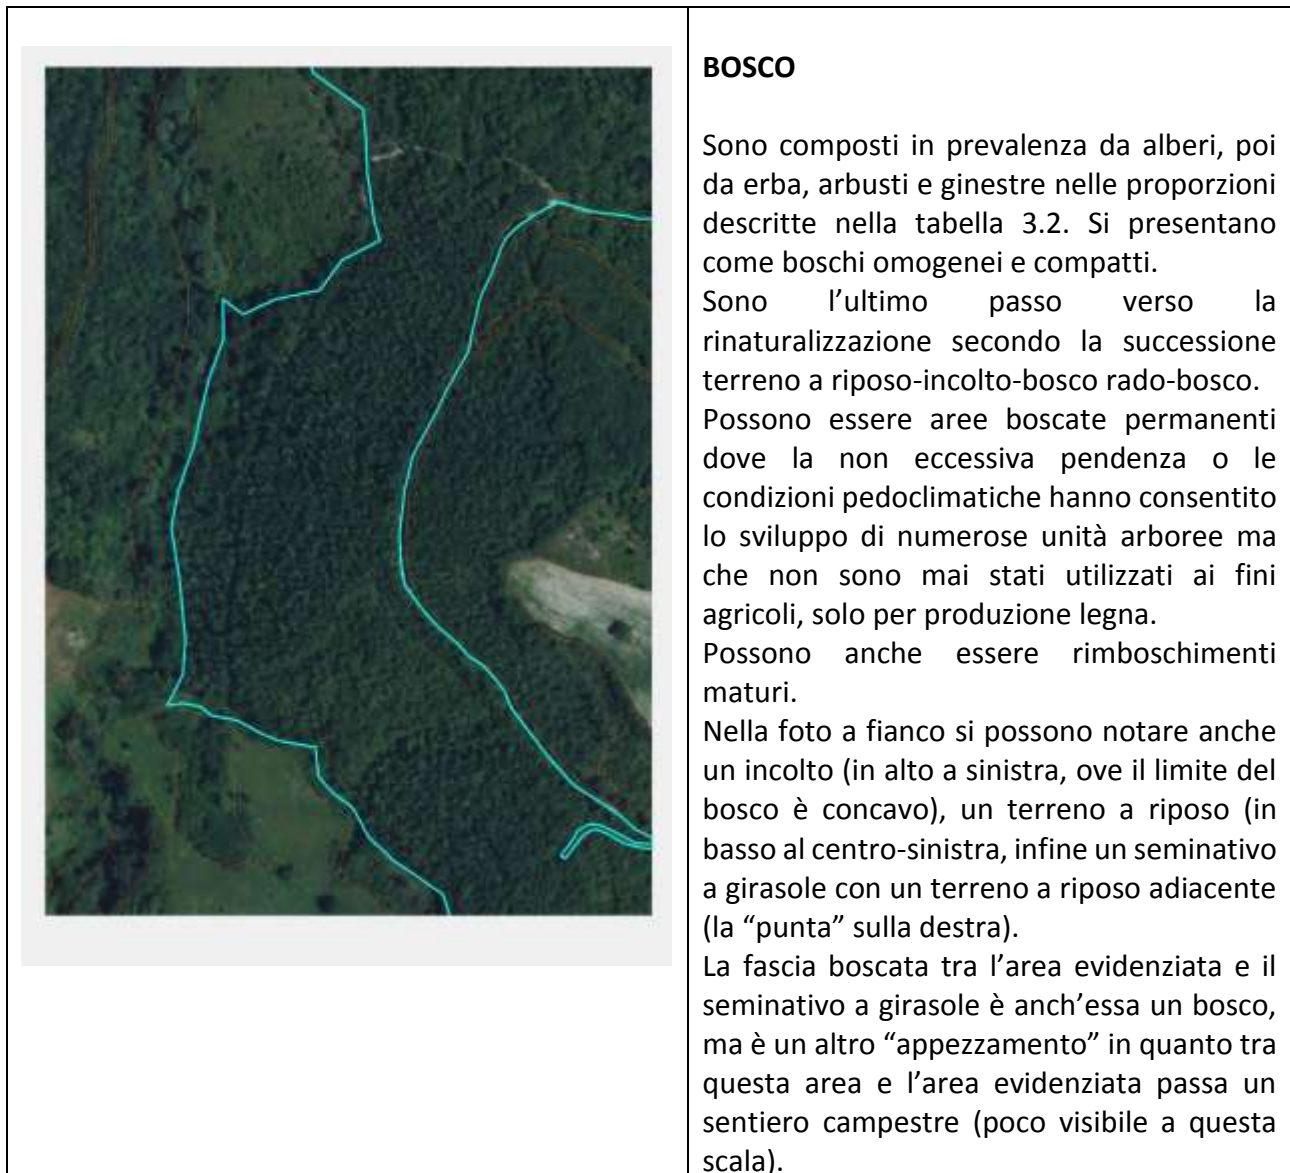 BOSCO
Sono composti in prevalenza da alberi, poi
da erba, arbusti e ginestre nelle proporzioni
descritte nella tabella 3.2. Si presentano
come boschi omogenei e compatti.
Sono l’ultimo passo verso la
rinaturalizzazione secondo la successione
terreno a riposo-incolto-bosco rado-bosco.
Possono essere aree boscate permanenti
dove la non eccessiva pendenza o le
condizioni pedoclimatiche hanno consentito
lo sviluppo di numerose unità arboree ma
che non sono mai stati utilizzati ai fini
agricoli, solo per produzione legna.
Possono anche essere rimboschimenti
maturi.
Nella foto a fianco si possono notare anche
un incolto (in alto a sinistra, ove il limite del
bosco è concavo), un terreno a riposo (in
basso al centro-sinistra, infine un seminativo
a girasole con un terreno a riposo adiacente
(la “punta” sulla destra).
La fascia boscata tra l’area evidenziata e il
seminativo a girasole è anch’essa un bosco,
ma è un altro “appezzamento” in quanto tra
questa area e l’area evidenziata passa un
sentiero campestre (poco visibile a questa
scala).